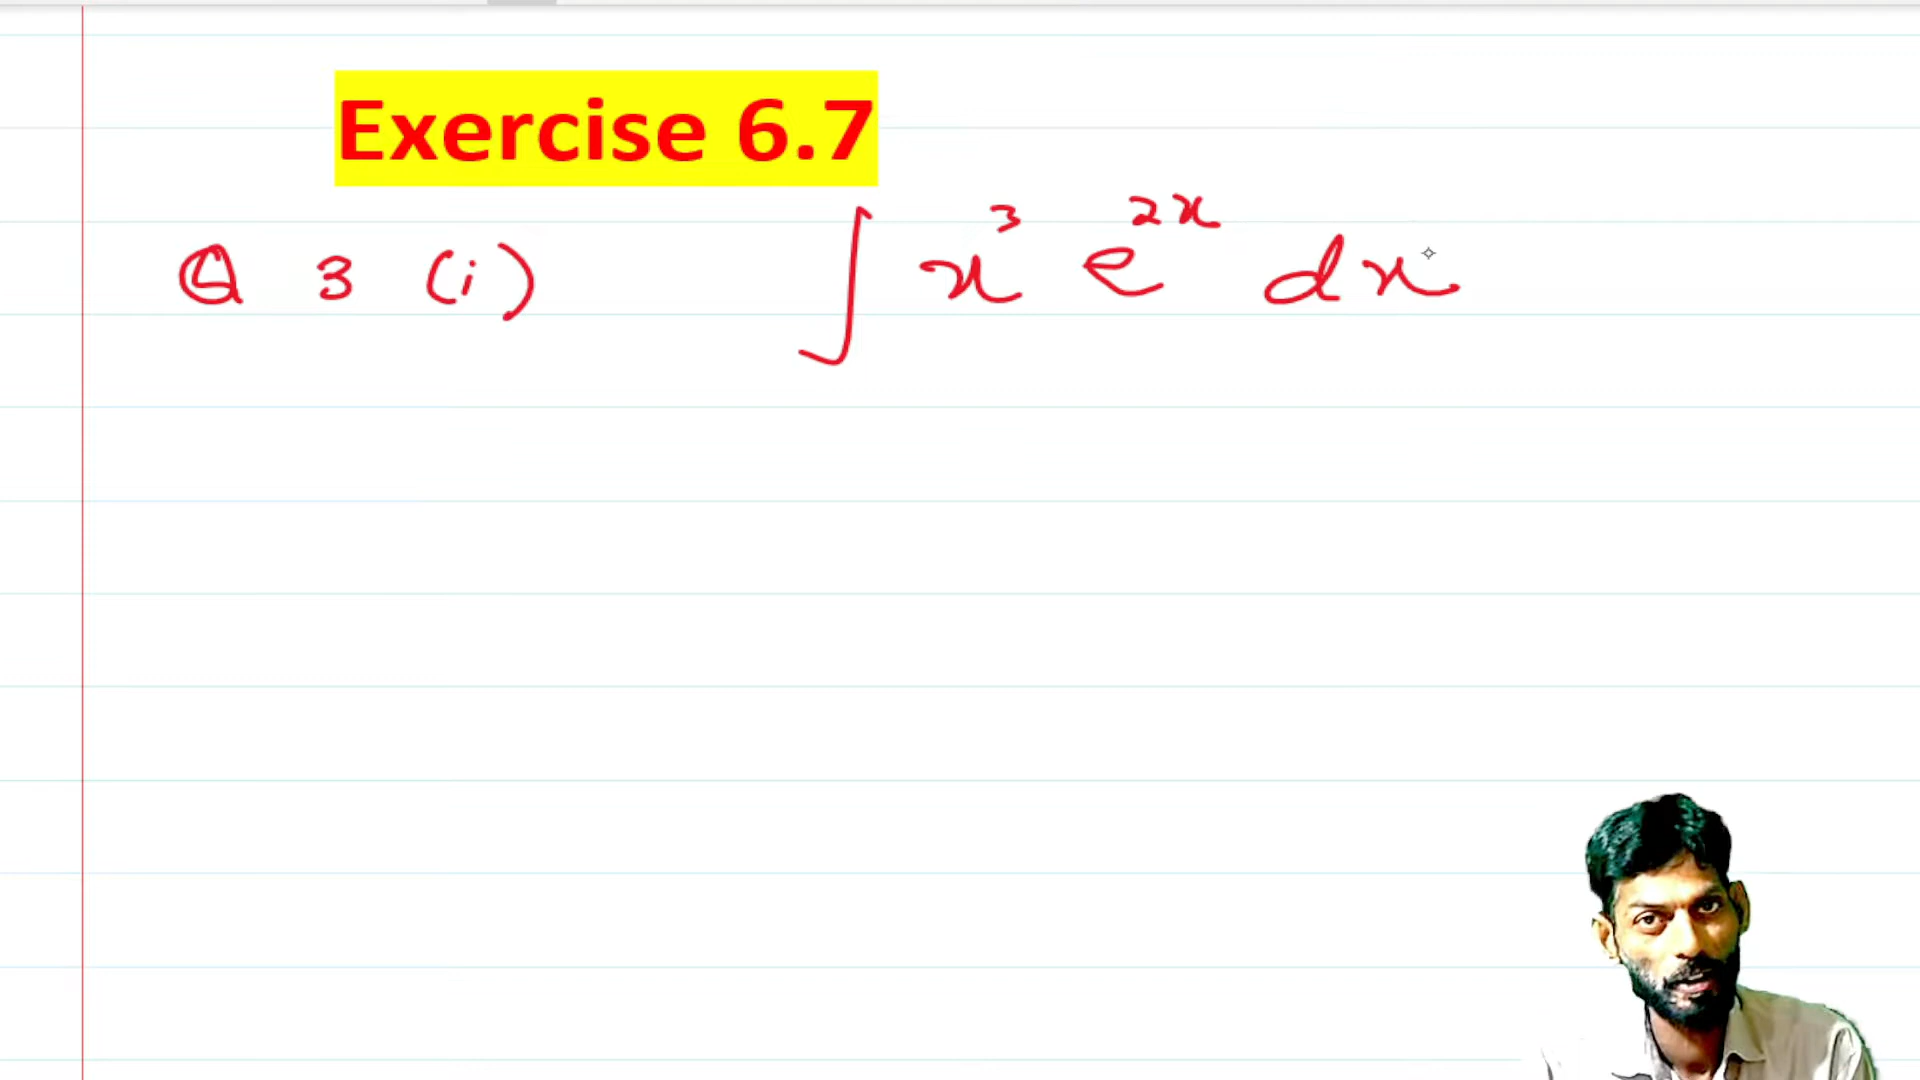 Exercise 6.7
Q 3 (i) ∫ x³ e²ˣ dx